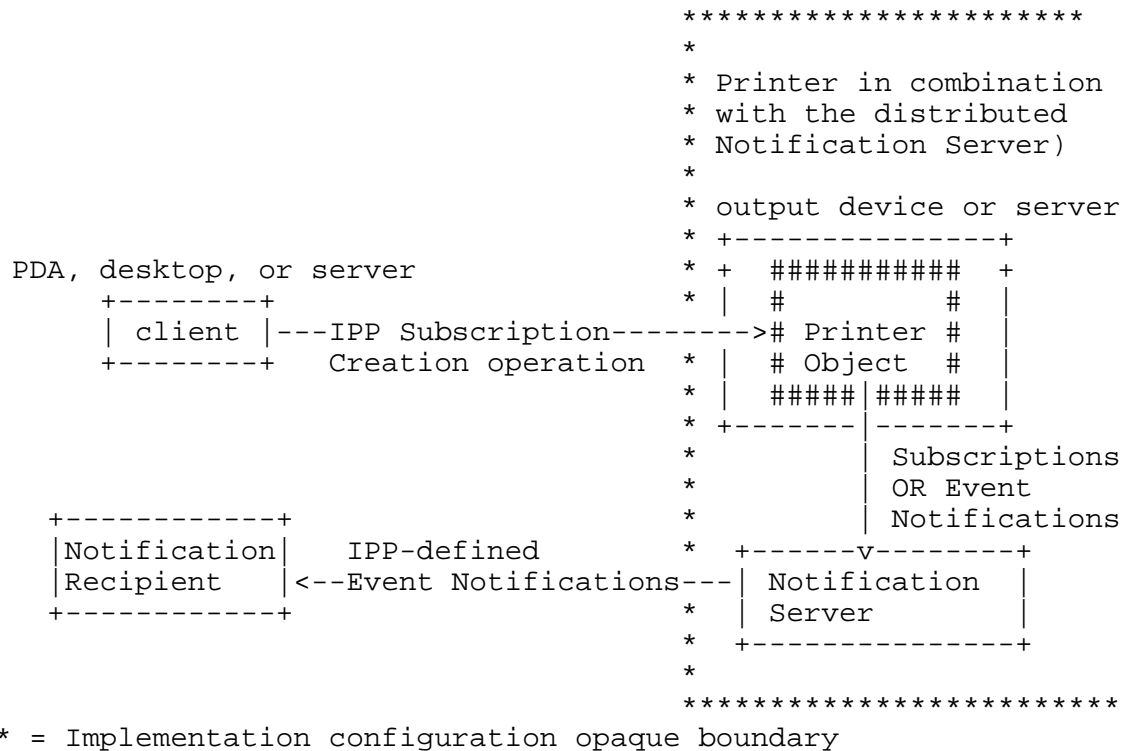 ************************
*
* Printer in combination
* with the distributed
* Notification Server)
*
* output device or server
* +---------------+
PDA, desktop, or server * + ########### +
+--------+ * | # # |
| client |---IPP Subscription--------># Printer # |
+--------+ Creation operation * | # Object # |
* | #####|##### |
* +-------|-------+
* | Subscriptions
* | OR Event
+------------+ * | Notifications
|Notification| IPP-defined * +------v--------+
|Recipient |<--Event Notifications---| Notification |
+------------+ * | Server |
* +---------------+
*
**************************
* = Implementation configuration opaque boundary